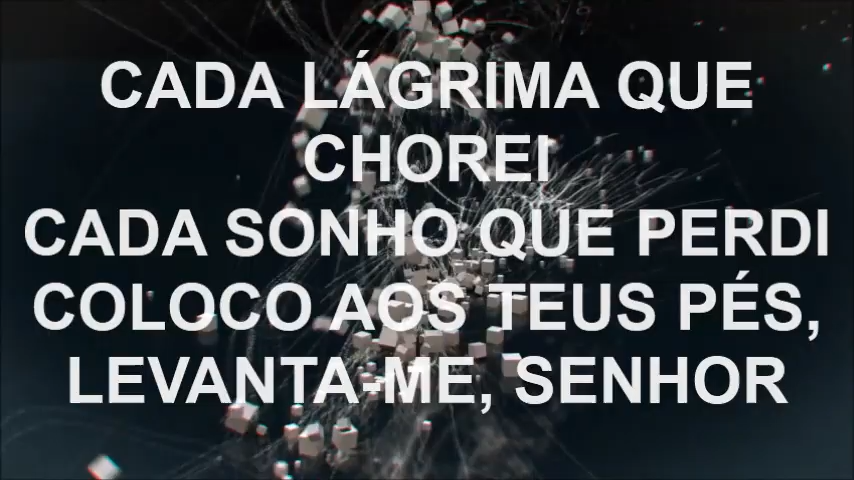 CADA LÁGRIMA QUE
CHOREI
CADA SONHO QUE PERDI
COLOCO AOS TEUS PÉS,
LEVANTA-ME, SENHOR